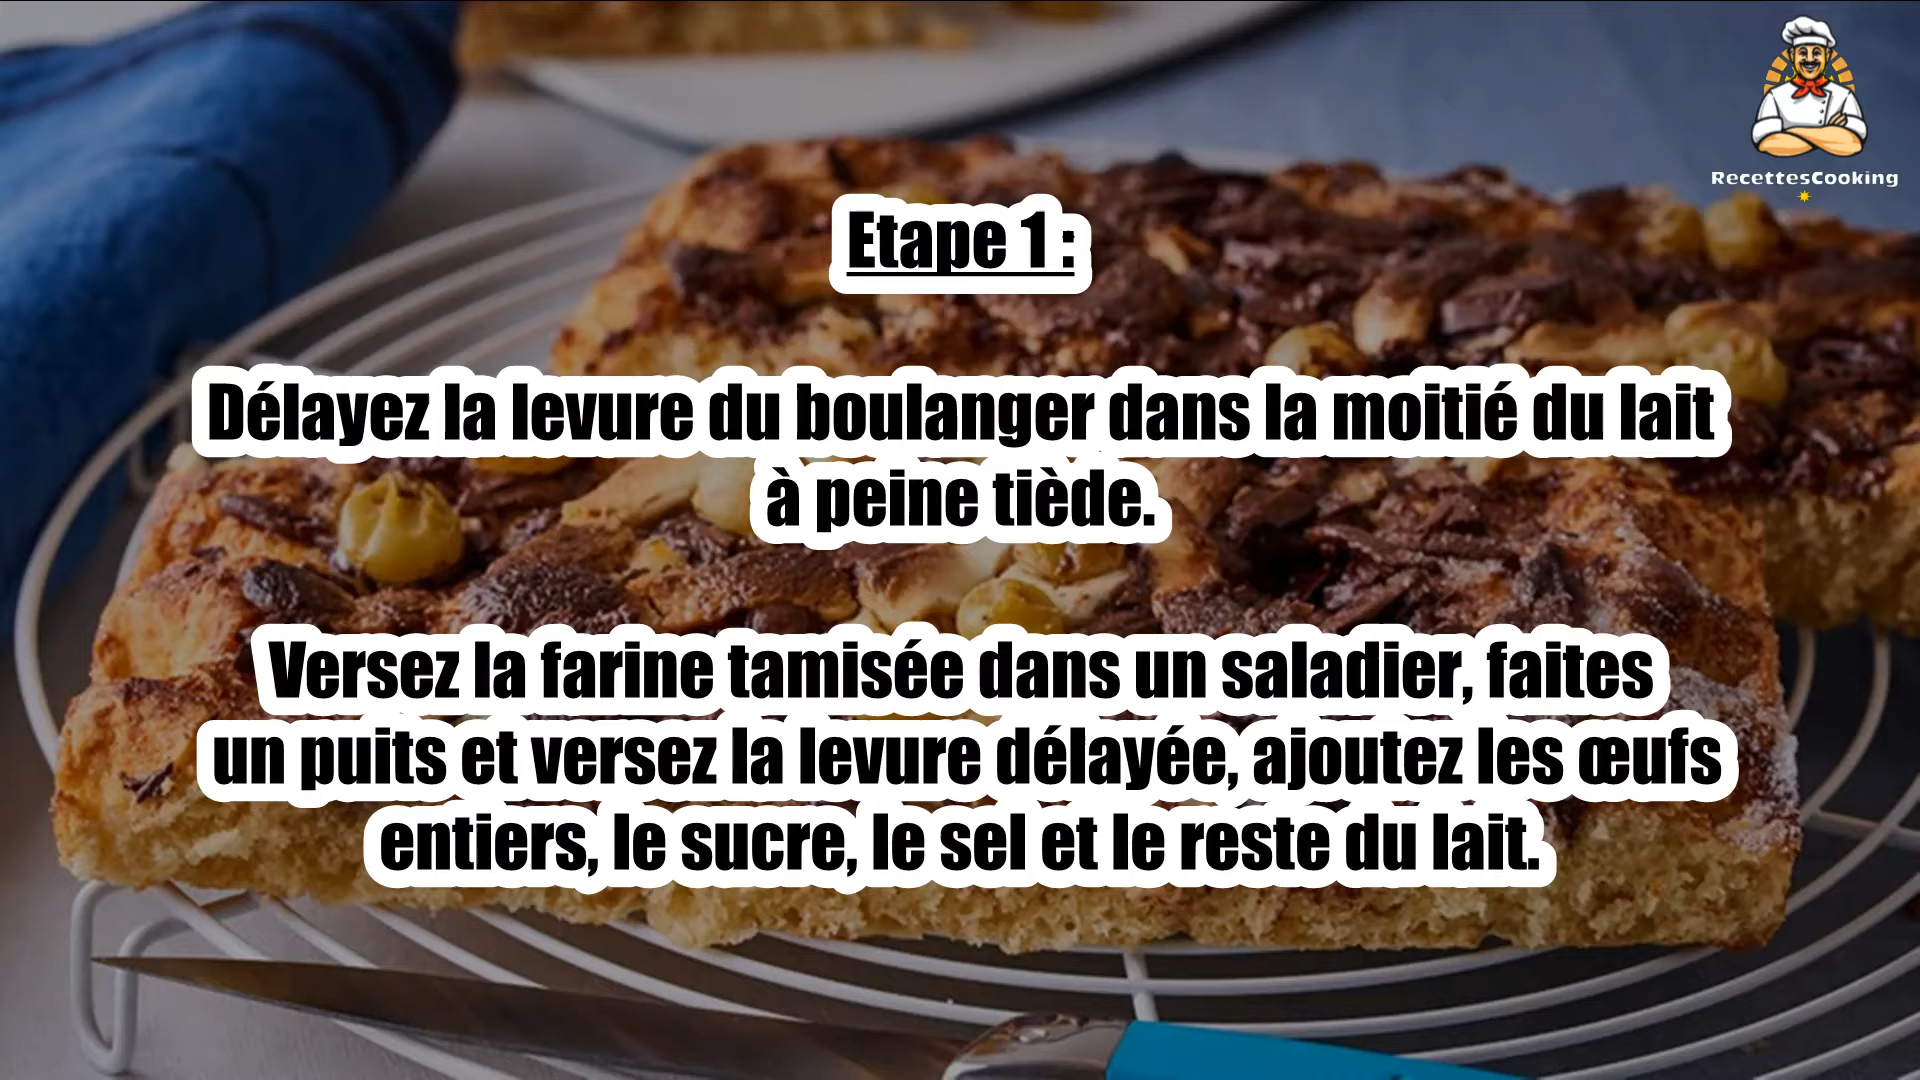 RecettesCooking
Etape 1 :
Délayez la levure du boulanger dans la moitié du lait
à peine tiède.
Versez la farine tamisée dans un saladier, faites
un puits et versez la levure délayée, ajoutez les œufs
entiers, le sucre, le sel et le reste du lait.